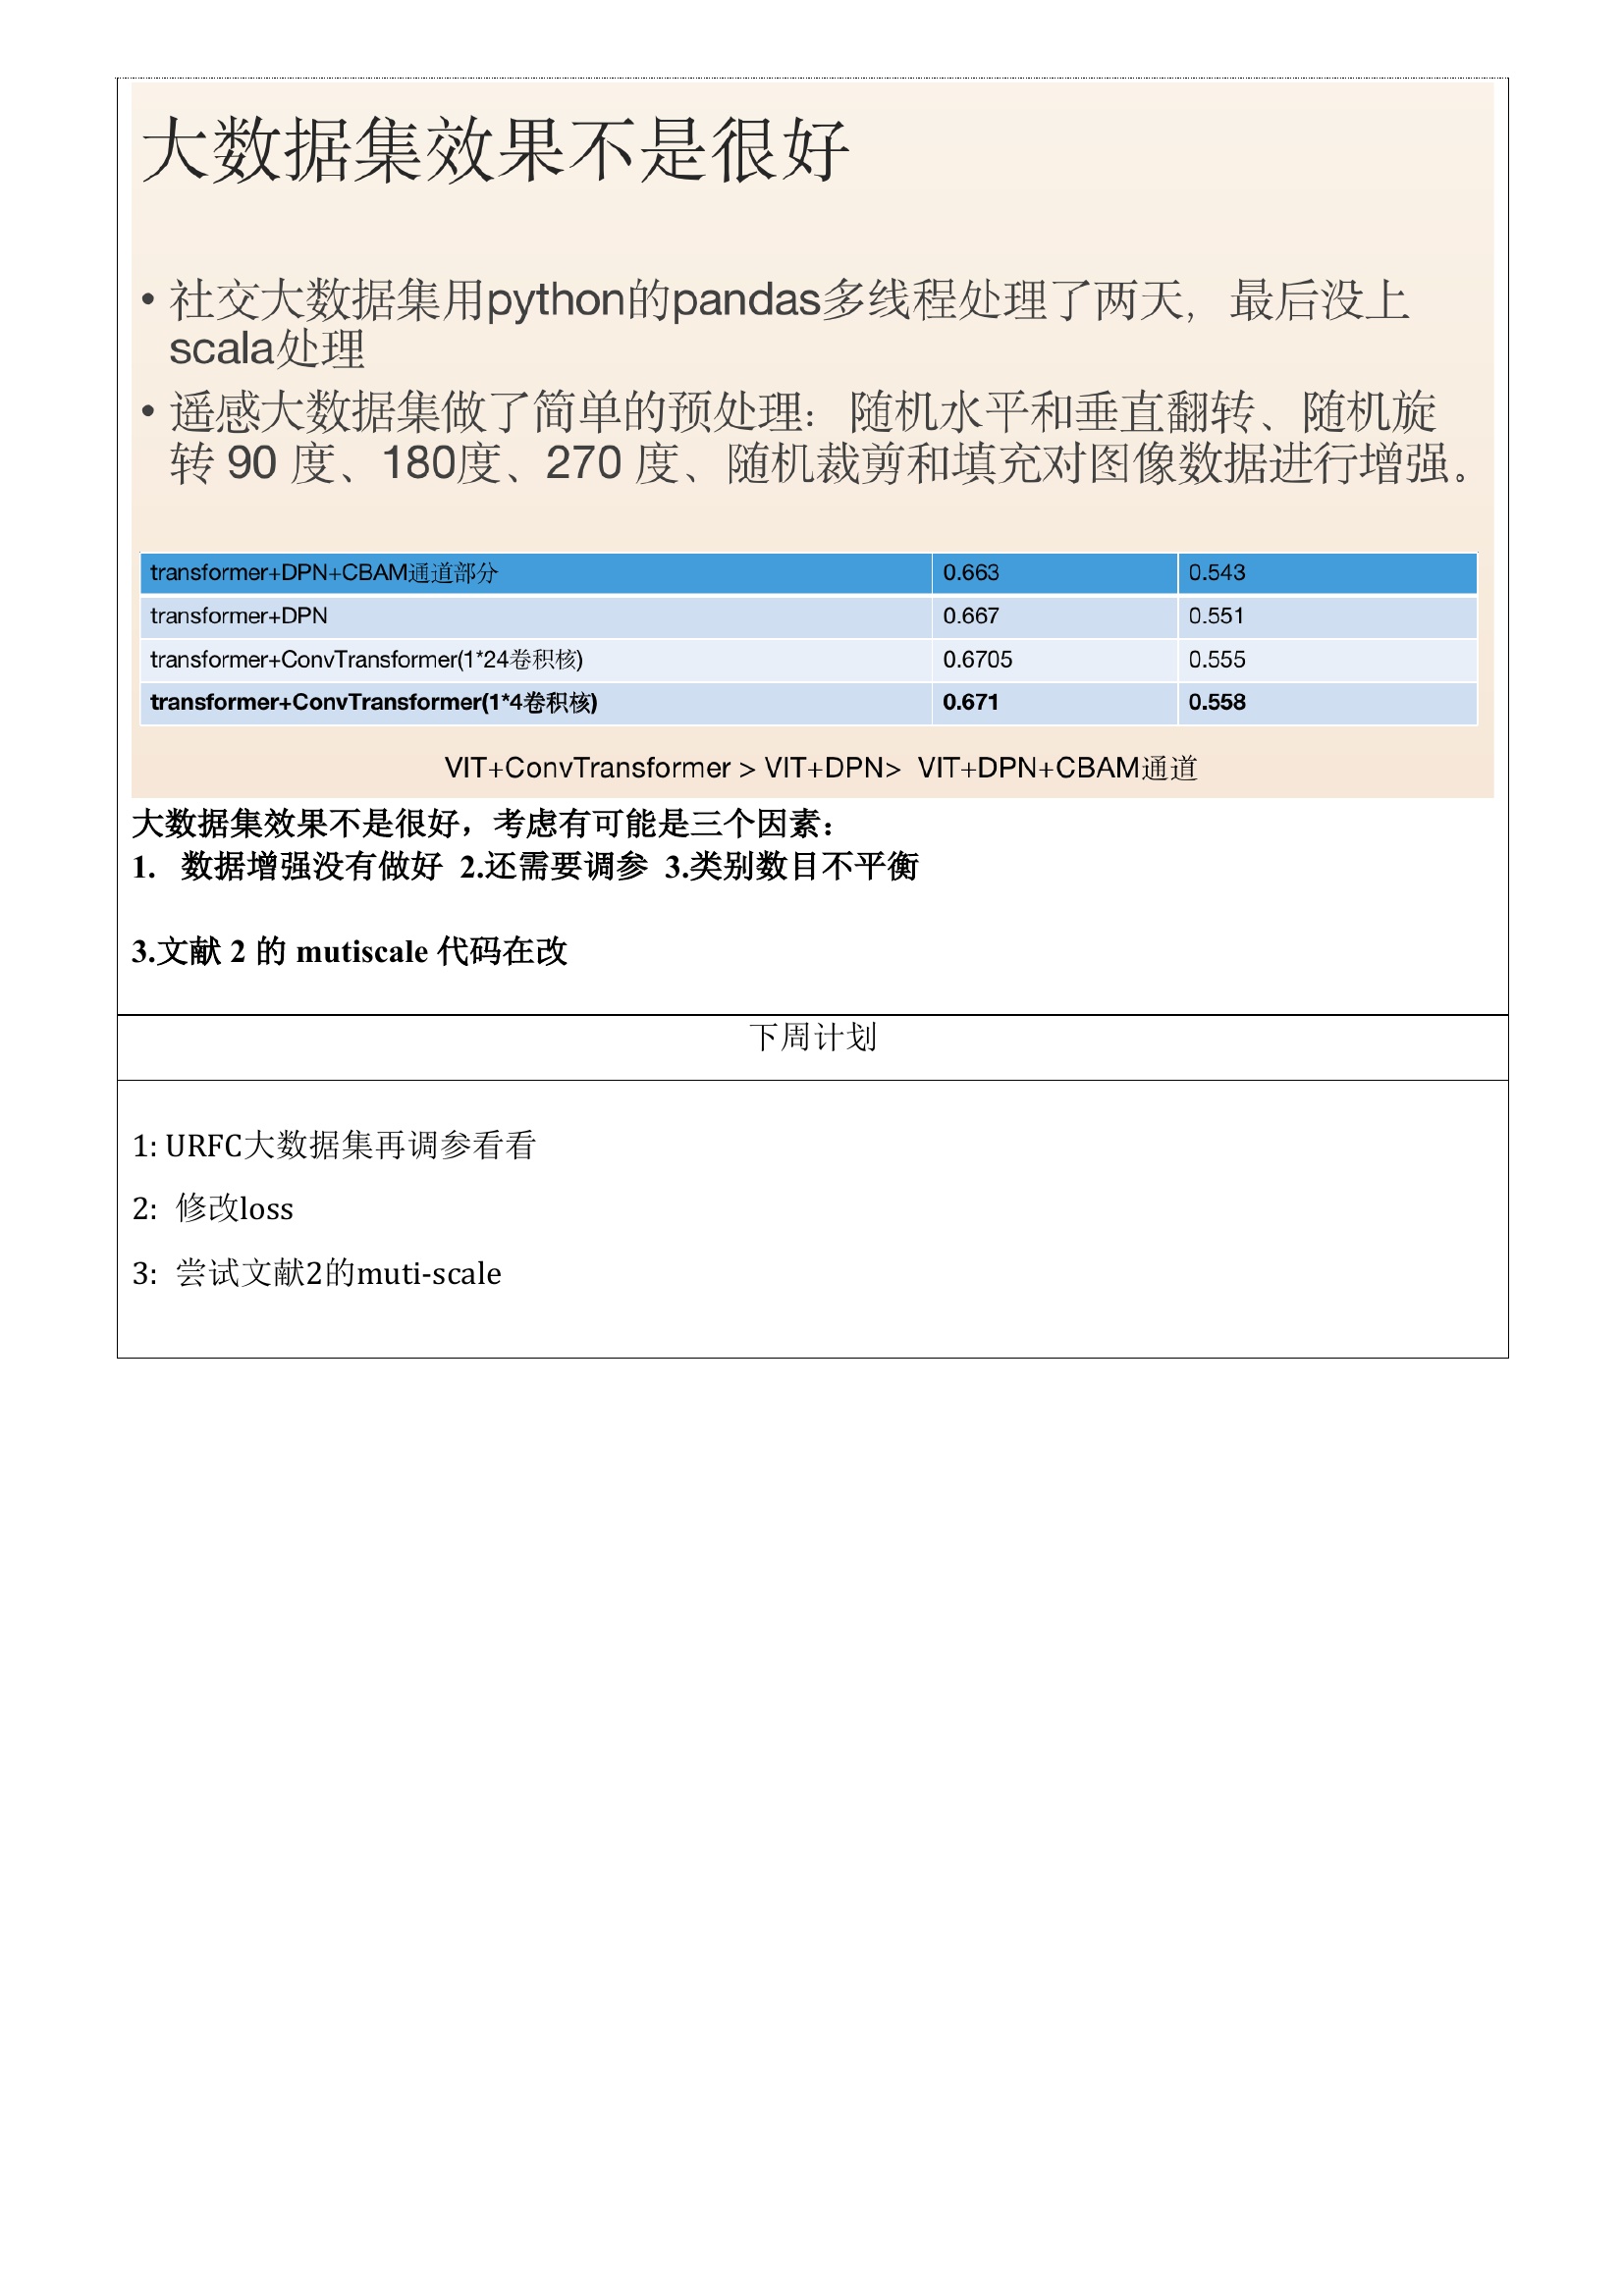 大数据集效果不是很好
• 社交大数据集用python的pandas多线程处理了两天，最后没上
scala处理
• 遥感大数据集做了简单的预处理：随机水平和垂直翻转、随机旋
转 90 度、180度、270 度、随机裁剪和填充对图像数据进行增强。
transformer+DPN+CBAM通道部分 0.663 0.543
transformer+DPN 0.667 0.551
transformer+ConvTransformer(1*24卷积核) 0.6705 0.555
transformer+ConvTransformer(1*4卷积核) 0.671 0.558
VIT+ConvTransformer > VIT+DPN> VIT+DPN+CBAM通道
大数据集效果不是很好，考虑有可能是三个因素：
1. 数据增强没有做好 2.还需要调参 3.类别数目不平衡
3.文献 2 的 mutiscale 代码在改
下周计划
1: URFC大数据集再调参看看
2: 修改loss
3: 尝试文献2的muti-scale